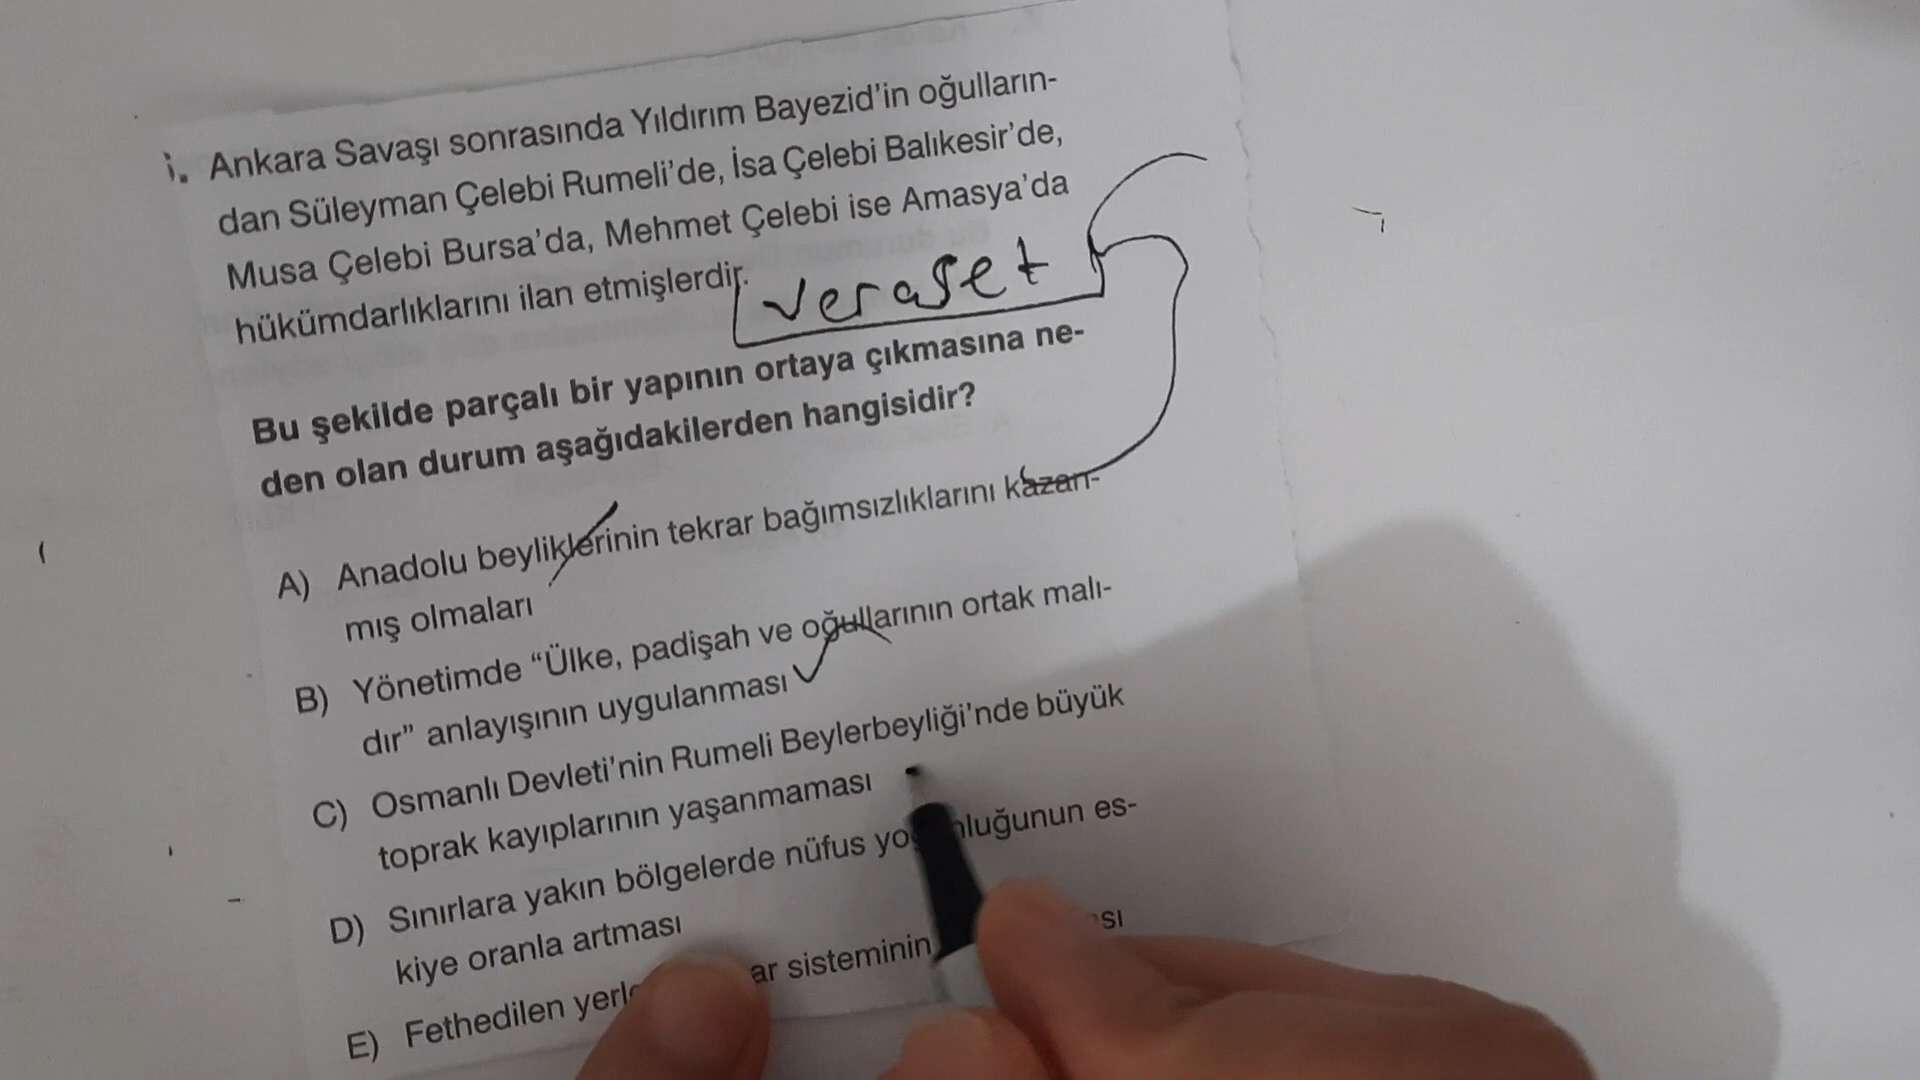 Ankara Savaşı sonrasında Yıldırım Bayezid'in oğulların-
dan Süleyman Çelebi Rumeli'de, İsa Çelebi Balıkesir'de,
Musa Çelebi Bursa'da, Mehmet Çelebi ise Amasya'da
hükümdarlıklarını ilan etmişlerdir.
veraset
Bu şekilde parçalı bir yapının ortaya çıkmasına ne-
den olan durum aşağıdakilerden hangisidir?
A) Anadolu beyliklerinin tekrar bağımsızlıklarını kazan-
mış olmaları
B) Yönetimde “Ülke, padişah ve oğullarının ortak malı-
dır” anlayışının uygulanması
C) Osmanlı Devleti'nin Rumeli Beylerbeyliği'nde büyük
toprak kayıplarının yaşanmaması
D) Sınırlara yakın bölgelerde nüfus yoğunluğunun es-
kiye oranla artması
E) Fethedilen sisteminin